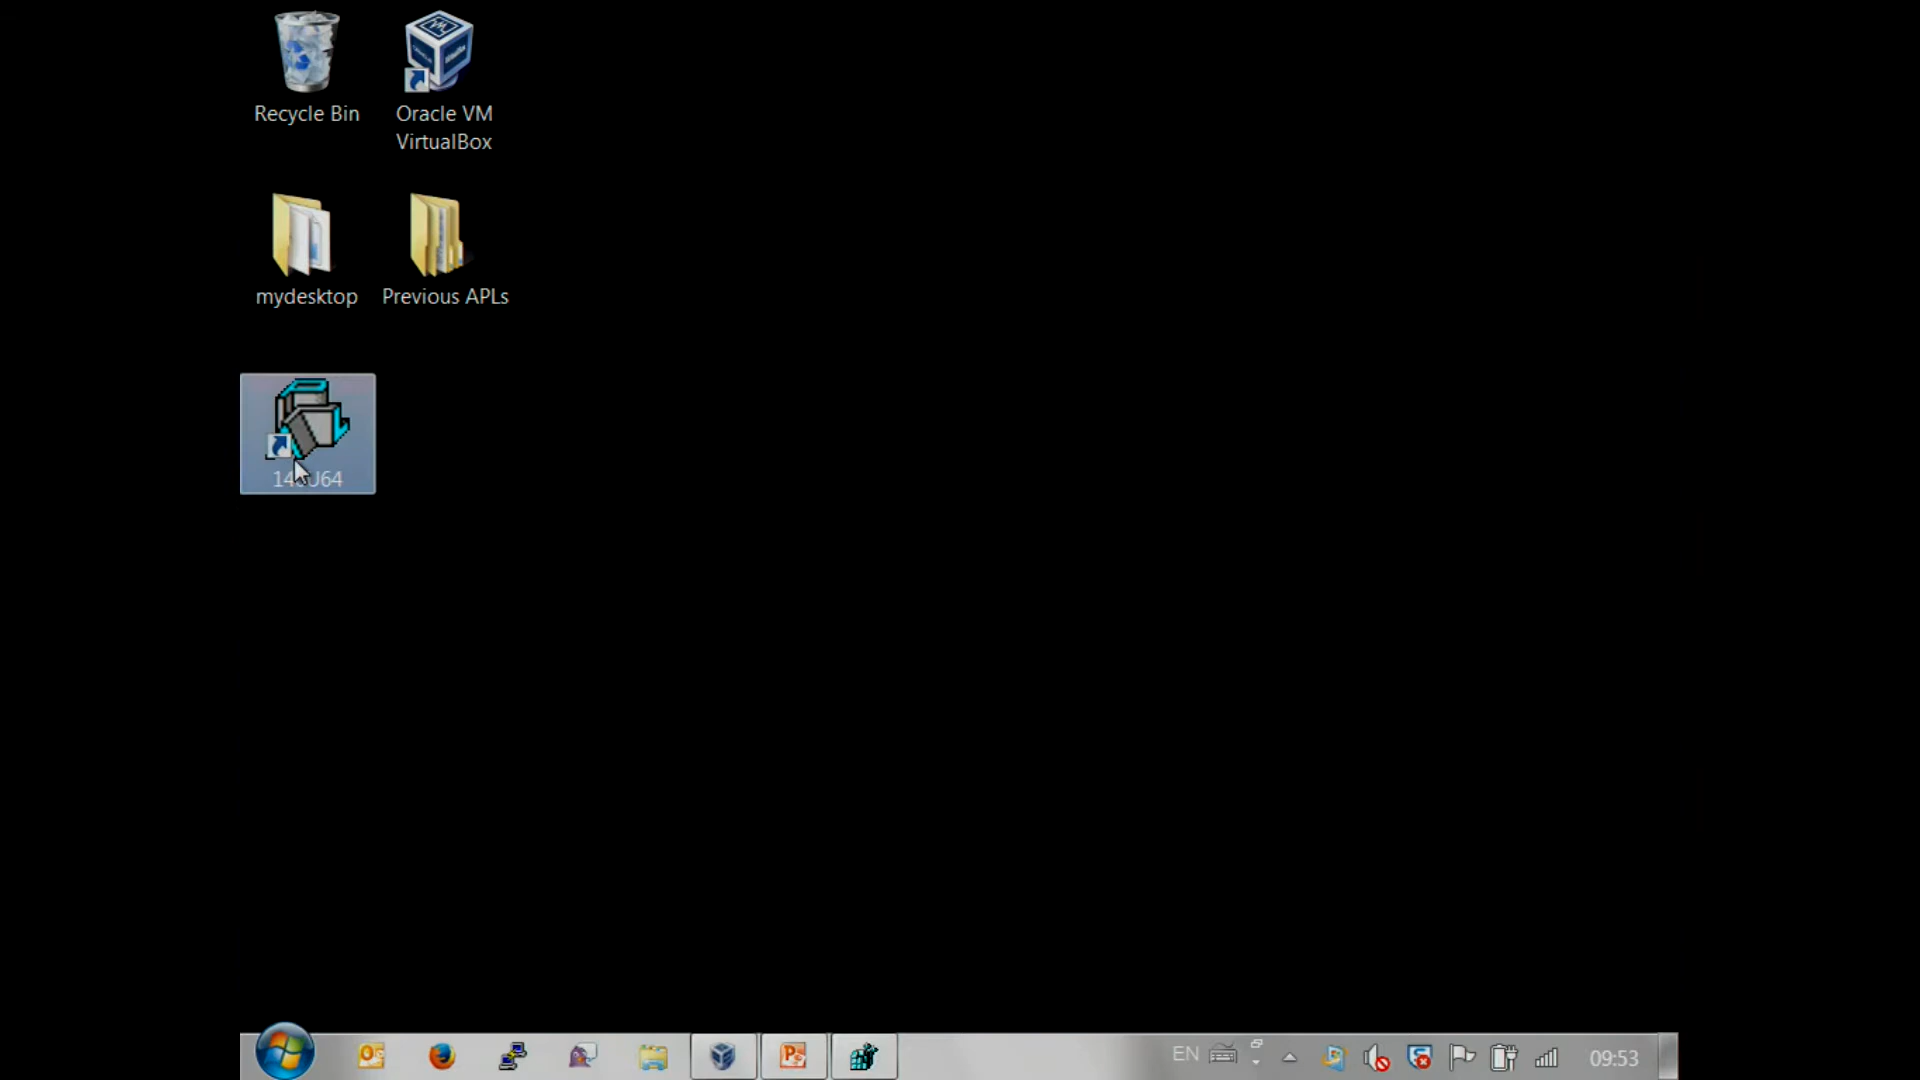 Recycle Bin
Oracle VM
VirtualBox
mydesktop
Previous APLs
EN
09:53